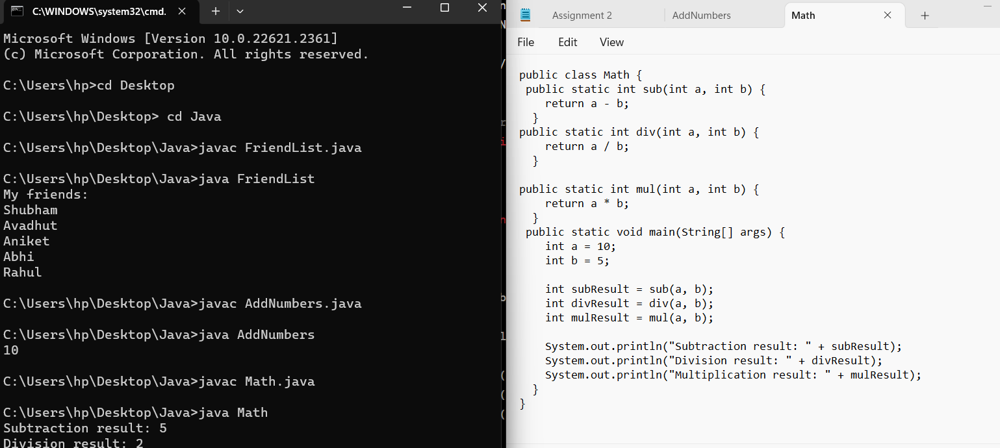 C:\WINDOWS\system32\cmd.
Microsoft Windows [Version 10.0.22621.2361]
(c) Microsoft Corporation. All rights reserved.
C:\Users\hp>cd Desktop
C:\Users\hp\Desktop> cd Java
C:\Users\hp\Desktop\Java>javac FriendList.java
C:\Users\hp\Desktop\Java>java FriendList
My friends:
Shubham
Avadhut
Aniket
Abhi
Rahul
C:\Users\hp\Desktop\Java>javac AddNumbers.java
C:\Users\hp\Desktop\Java>java AddNumbers
10
C:\Users\hp\Desktop\Java>javac Math.java
C:\Users\hp\Desktop\Java>java Math
Subtraction result: 5
Division result: 2
Assignment 2
AddNumbers
Math
File Edit View
public class Math {
public static int sub(int a, int b) {
return a - b;
}
public static int div(int a, int b) {
return a / b;
}
public static int mul(int a, int b) {
return a * b;
}
public static void main(String[] args) {
int a = 10;
int b = 5;
int subResult = sub(a, b);
int divResult = div(a, b);
int mulResult = mul(a, b);
System.out.println("Subtraction result: " + subResult);
System.out.println("Division result: " + divResult);
System.out.println("Multiplication result: " + mulResult);
}
}